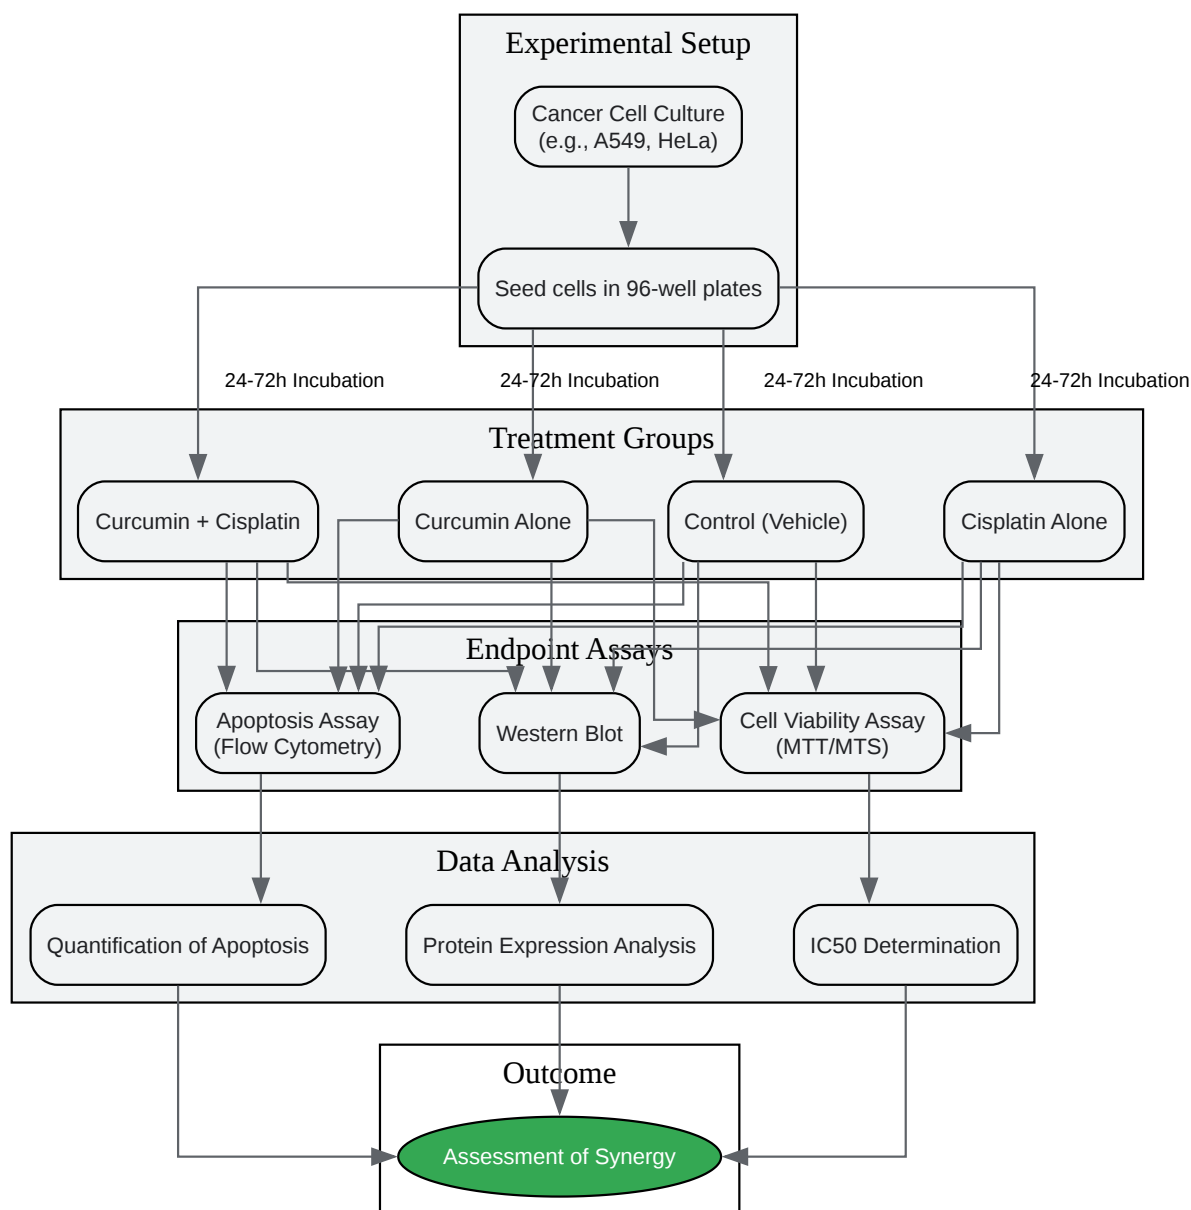 Experimental Setup
Cancer Cell Culture
(e.g., A549, HeLa)
Seed cells in 96-well plates
24-72h Incubation
24-72h Incubation
24-72h Incubation
24-72h Incubation
Treatment Groups
Curcumin + Cisplatin
Curcumin Alone
Control (Vehicle)
Cisplatin Alone
Endpoint Assays
Apoptosis Assay
(Flow Cytometry)
Western Blot
Cell Viability Assay
(MTT/MTS)
Data Analysis
Quantification of Apoptosis
Protein Expression Analysis
IC50 Determination
Outcome
Assessment of Synergy